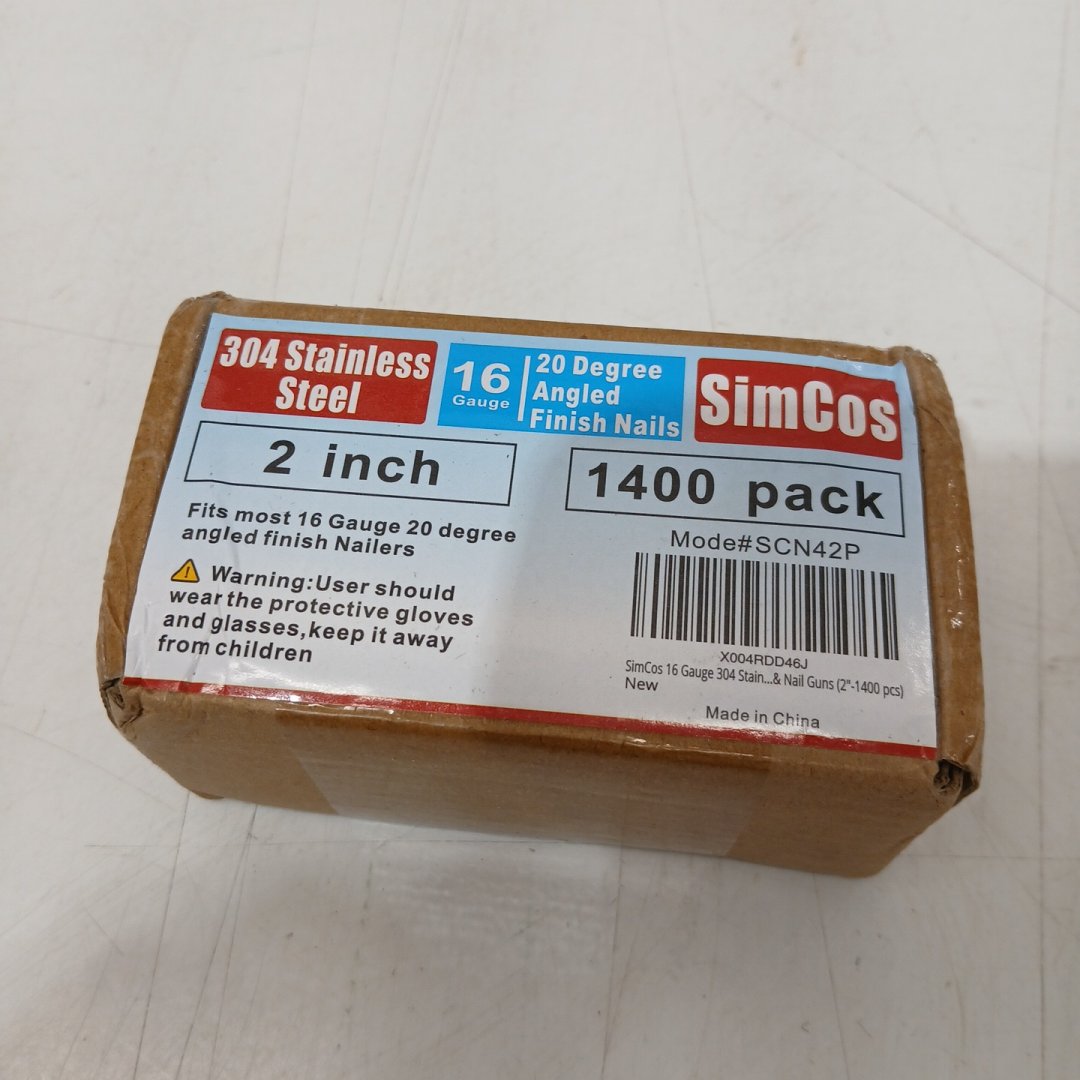 304 Stainless
Steel
16
Gauge
20 Degree
Angled
Finish Nails
SimCos
2 inch
1400 pack
Fits most 16 Gauge 20 degree
angled finish Nailers
Warning:User should
wear the protective gloves
and glasses,keep it away
from children
Mode#SCN42P
X004RDD46J
SimCos 16 Gauge 304 Stain...& Nail Guns (2"-1400 pcs)
New
Made in China